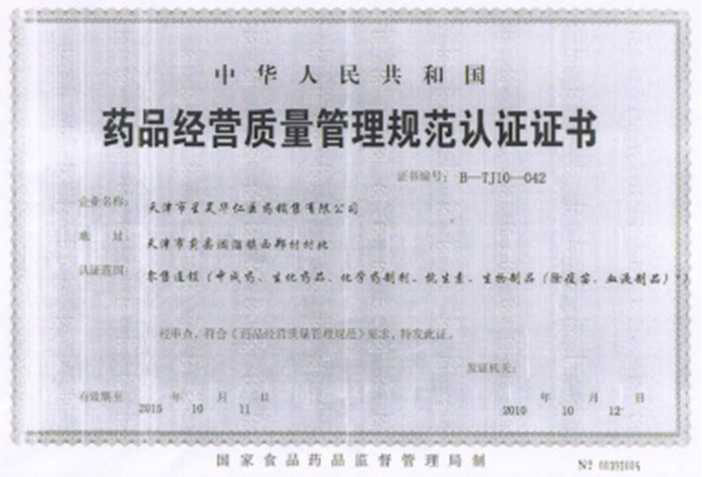 中华人民共和国
药品经营质量管理规范认证证书
证书编号: B—TJ10—042
企业名称: 天津市星昊华仁医药销售有限公司
地 址: 天津市蓟县洇溜镇西郑村村北
认证范围: 零售连锁（中成药、生化药品、化学药制剂、抗生素、生物制品（除疫苗、血液制品）*）
经审查，符合《药品经营质量管理规范》要求，特发此证。
发证机关:
有效期至 2015 年 10 月 11 日
2010 年 10 月 12 日
国家食品药品监督管理局制
Nº